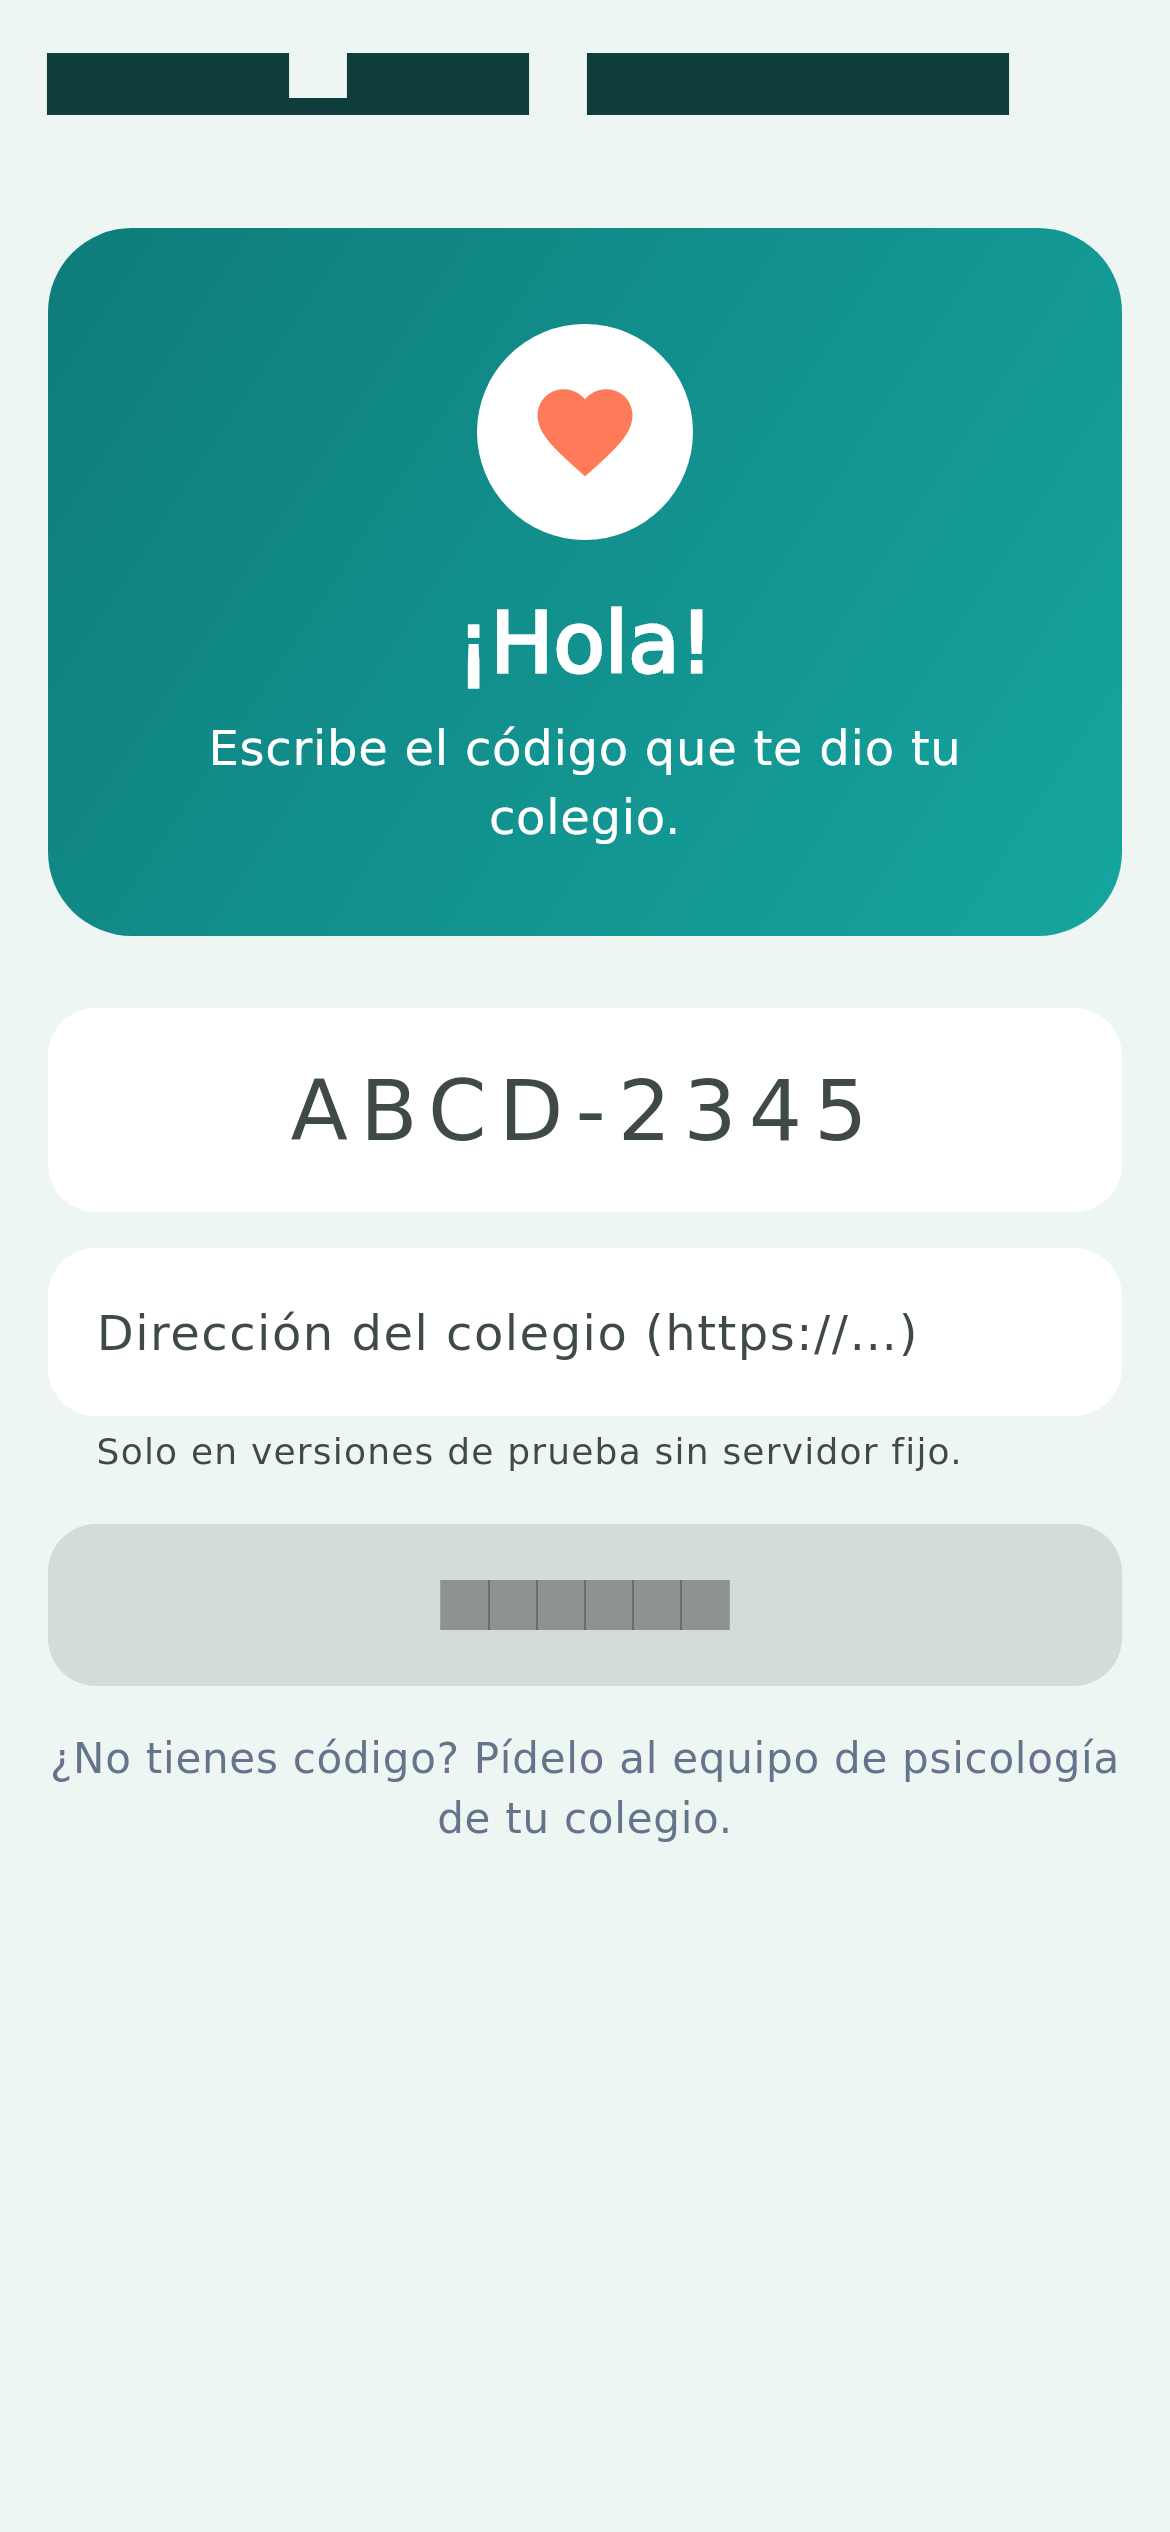 ¡Hola!
Escribe el código que te dio tu
colegio.
ABCD-2345
Dirección del colegio (https://...)
Solo en versiones de prueba sin servidor fijo.
¿No tienes código? Pídelo al equipo de psicología
de tu colegio.